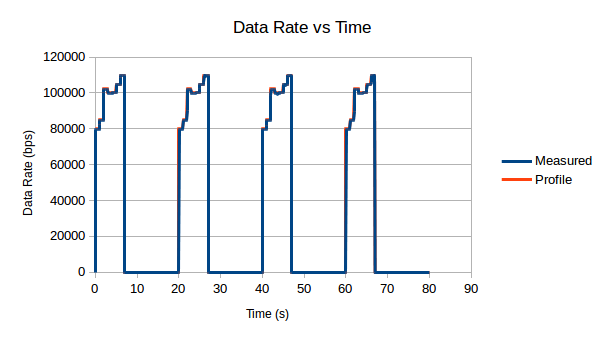 Data Rate vs Time
120000
100000
80000
60000
40000
20000
0
Data Rate (bps)
0 10 20 30 40 50 60 70 80 90
Time (s)
Measured
Profile